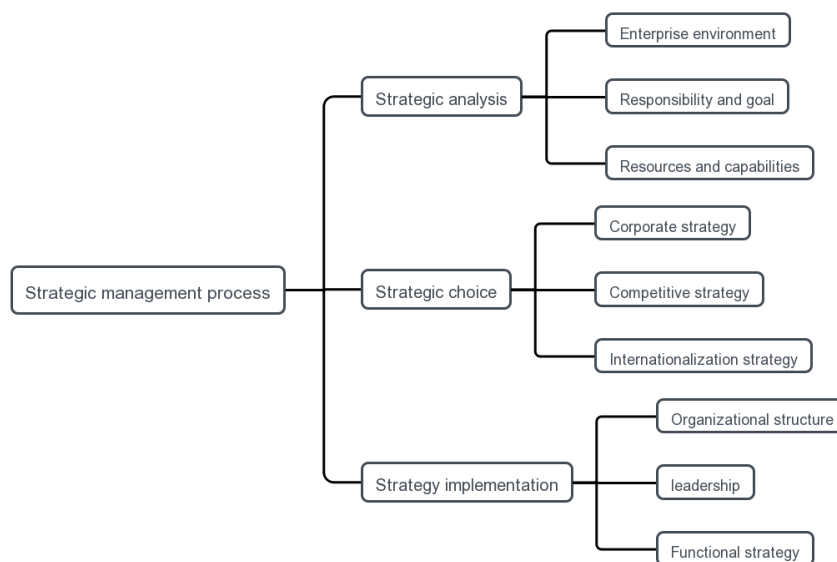 Strategic management process
Strategic analysis
Enterprise environment
Responsibility and goal
Resources and capabilities
Strategic choice
Corporate strategy
Competitive strategy
Internationalization strategy
Strategy implementation
Organizational structure
leadership
Functional strategy